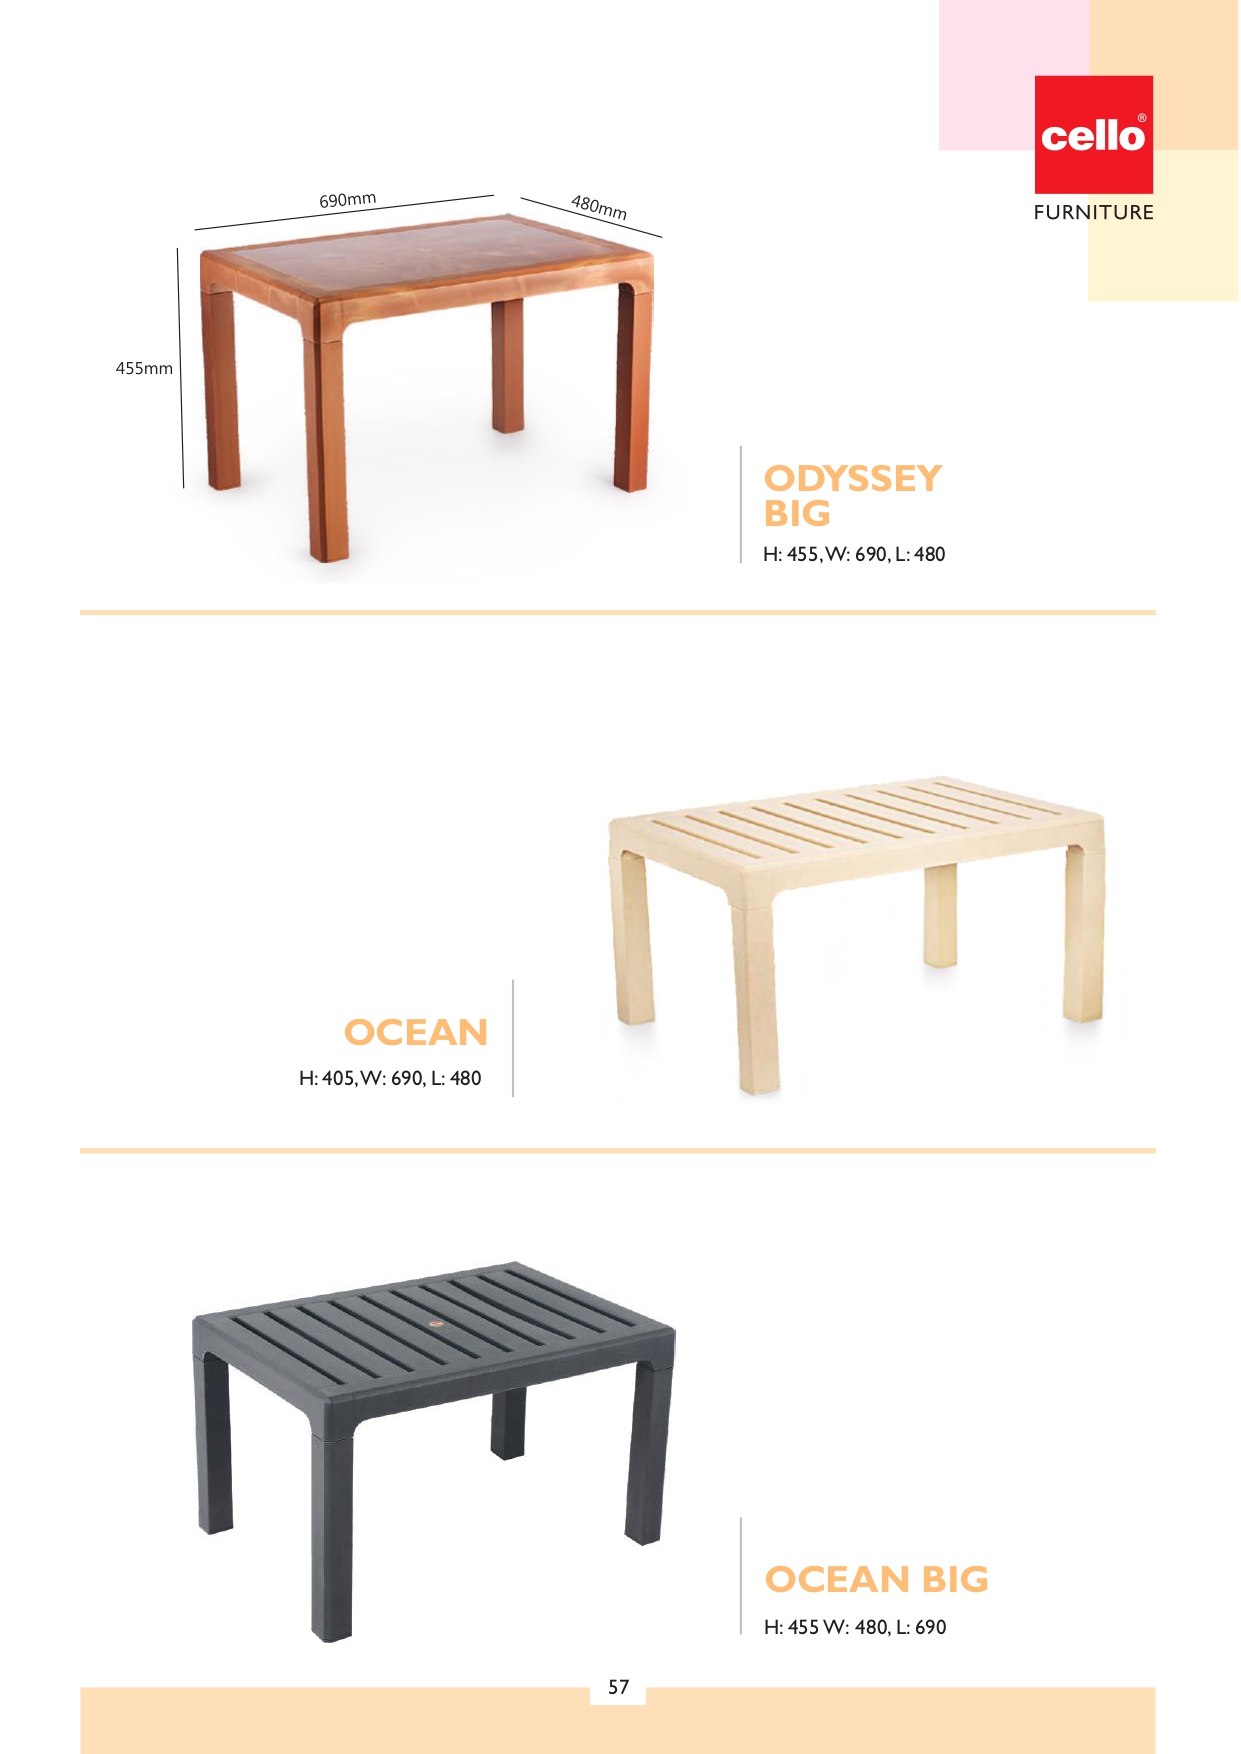 cello®
FURNITURE
690mm
480mm
455mm
ODYSSEY
BIG
H: 455, W: 690, L: 480
OCEAN
H: 405, W: 690, L: 480
OCEAN BIG
H: 455 W: 480, L: 690
57